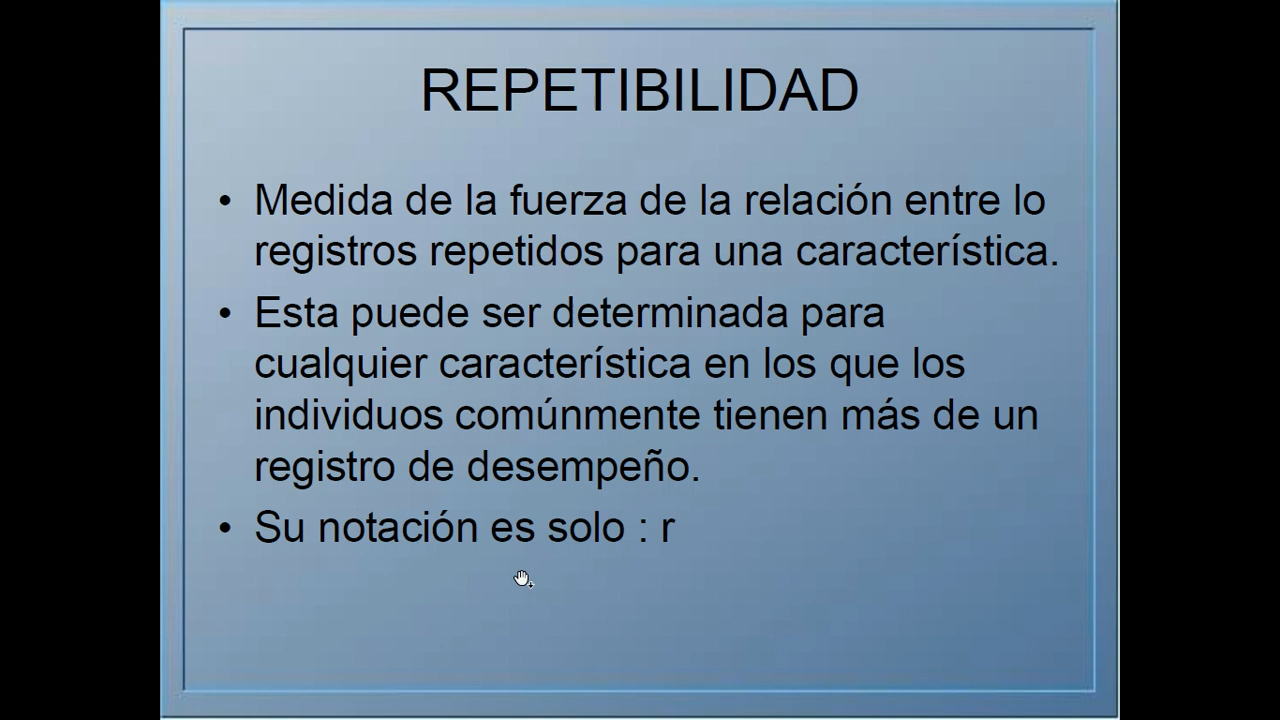 REPETIBILIDAD
• Medida de la fuerza de la relación entre lo
registros repetidos para una característica.
• Esta puede ser determinada para
cualquier característica en los que los
individuos comúnmente tienen más de un
registro de desempeño.
• Su notación es solo : r